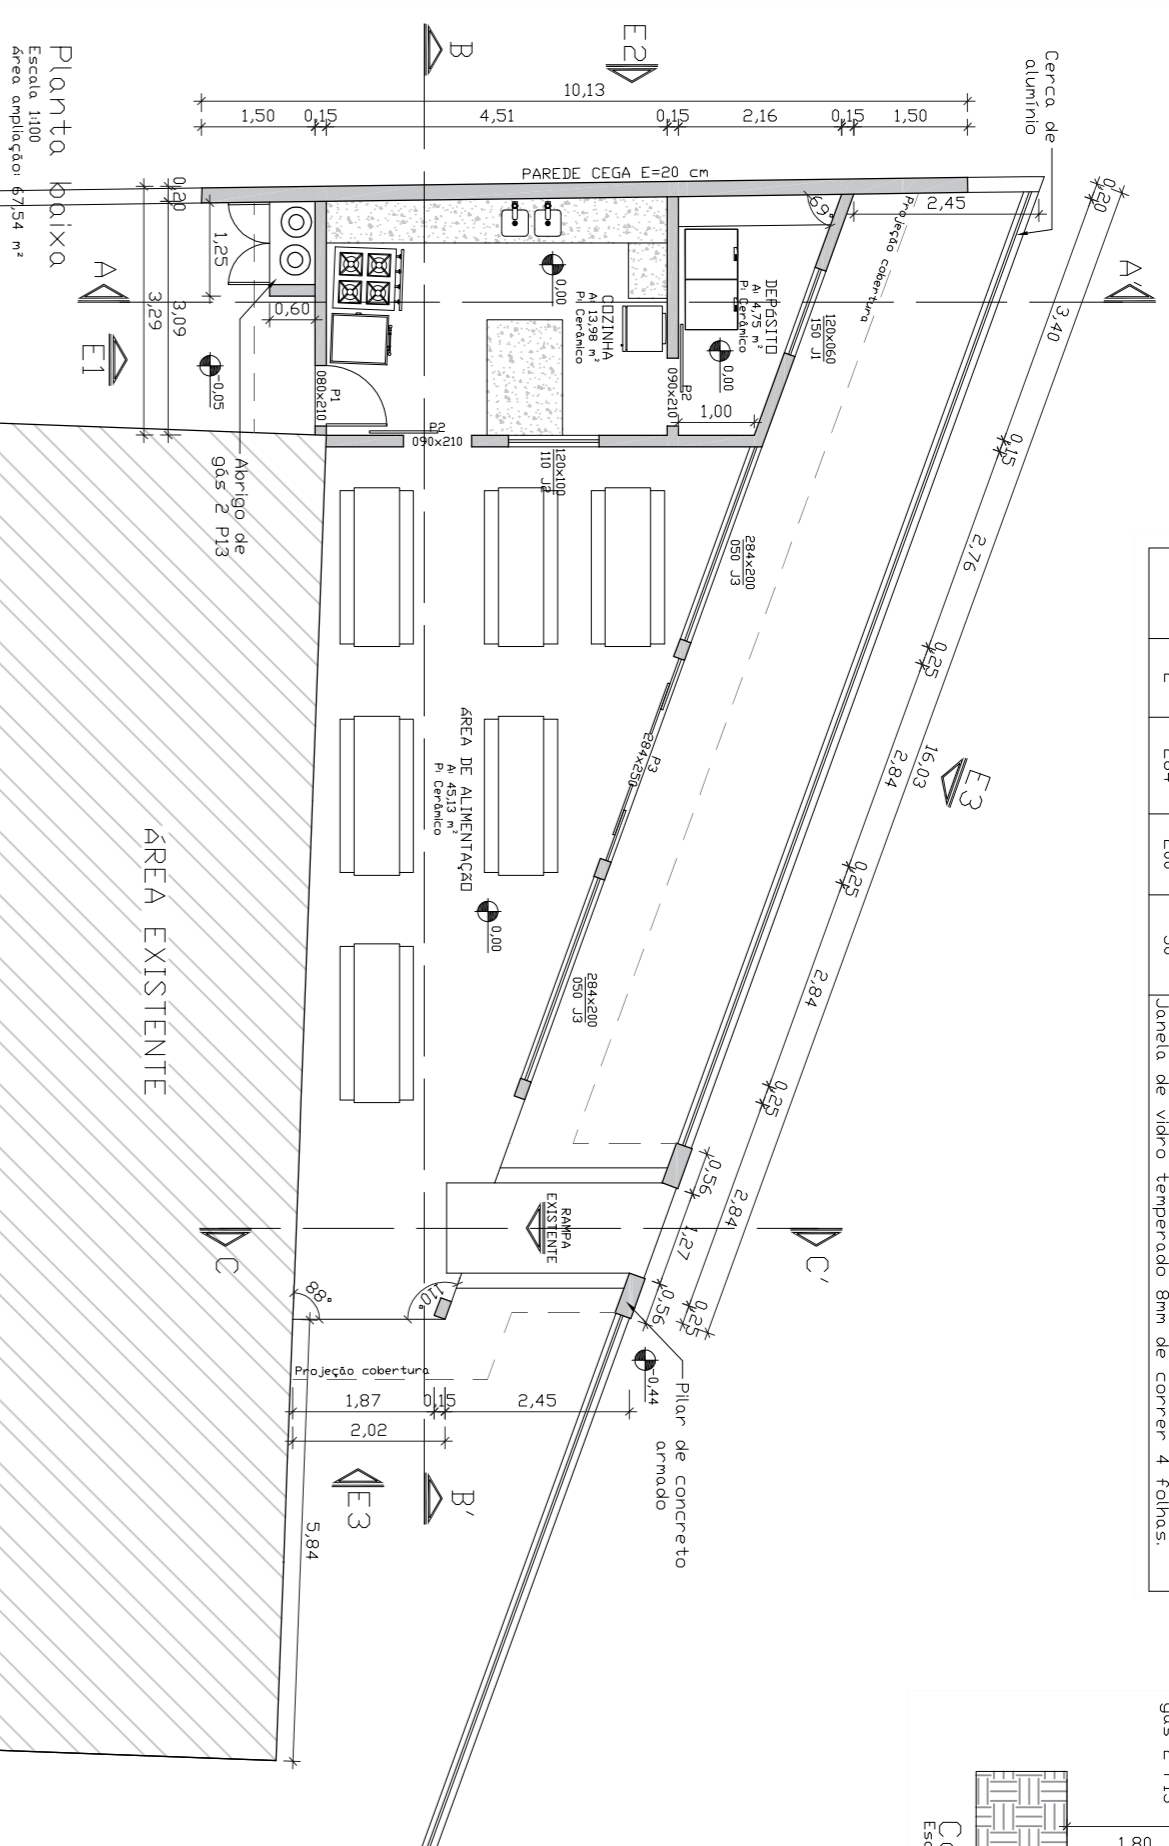 Planta baixa
Escala 1:100
área ampliação: 67,54 m²
B
E2
Cerca de
alumínio
10,13
1,50
0,15
4,51
0,15
2,16
0,15
1,50
PAREDE CEGA E=20 cm
0,20
2,45
0,20
69°
Projeção cobertura
A
A'
E1
1,25
0,60
3,09
3,29
-0,05
0,00
COZINHA
A: 13,98 m²
P: Cerâmico
DEPÓSITO
A: 4,75 m²
P: Cerâmico
0,00
120x060
150 J1
3,40
P1
080x210
P2
090x210
P2
090x210
1,00
0,15
Abrigo de
gás 2 P13
120x100
110 J2
284x200
050 J3
2,76
0,25
ÁREA DE ALIMENTAÇÃO
A: 45,13 m²
P: Cerâmico
P3
284x250
2,84
16,03
E3
ÁREA EXISTENTE
0,00
0,25
284x200
050 J3
2,84
0,25
0,56
2,84
RAMPA
EXISTENTE
1,27
C
C'
88°
110°
0,56
0,25
-0,44
Projeção cobertura
1,87
0,15
2,45
2,02
Pilar de concreto
armado
E3
B'
5,84
Janela de vidro temperado 8mm de correr 4 folhas.
1,80